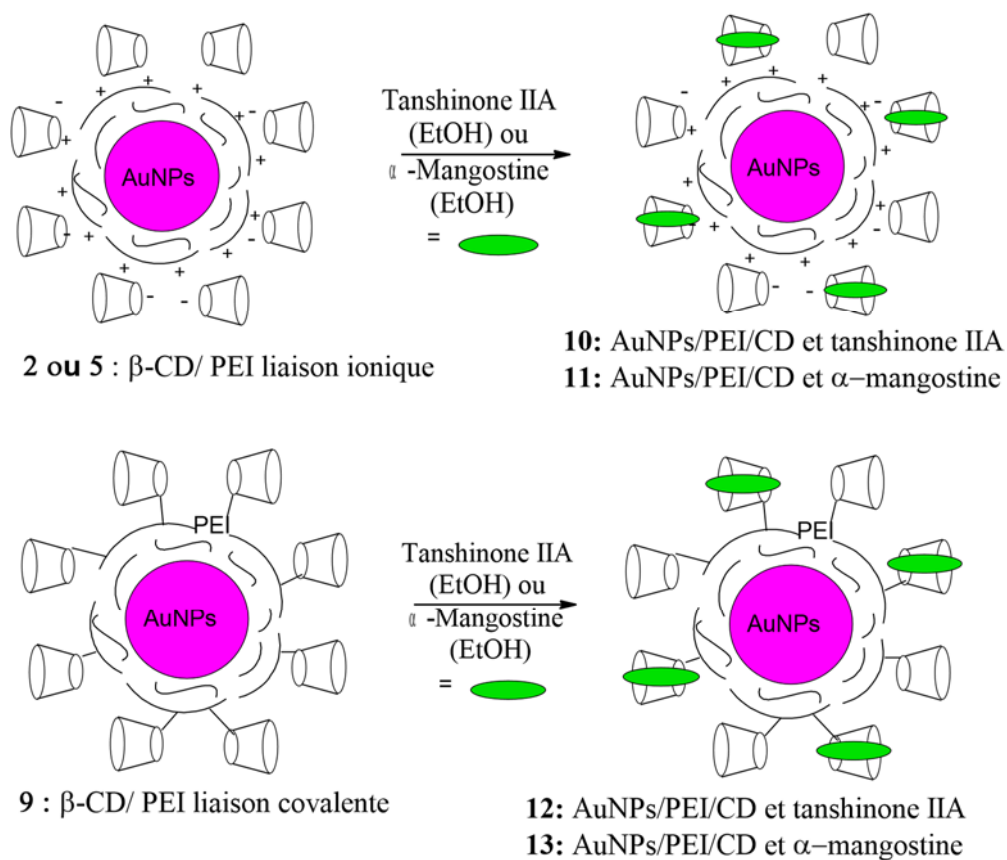 AuNPs
Tanshinone IIA
(EtOH) ou
α -Mangostine
(EtOH)
=
AuNPs
2 ou 5 : β-CD/ PEI liaison ionique
10: AuNPs/PEI/CD et tanshinone IIA
11: AuNPs/PEI/CD et α−mangostine
PEI
AuNPs
Tanshinone IIA
(EtOH) ou
α -Mangostine
(EtOH)
=
PEI
AuNPs
9 : β-CD/ PEI liaison covalente
12: AuNPs/PEI/CD et tanshinone IIA
13: AuNPs/PEI/CD et α−mangostine